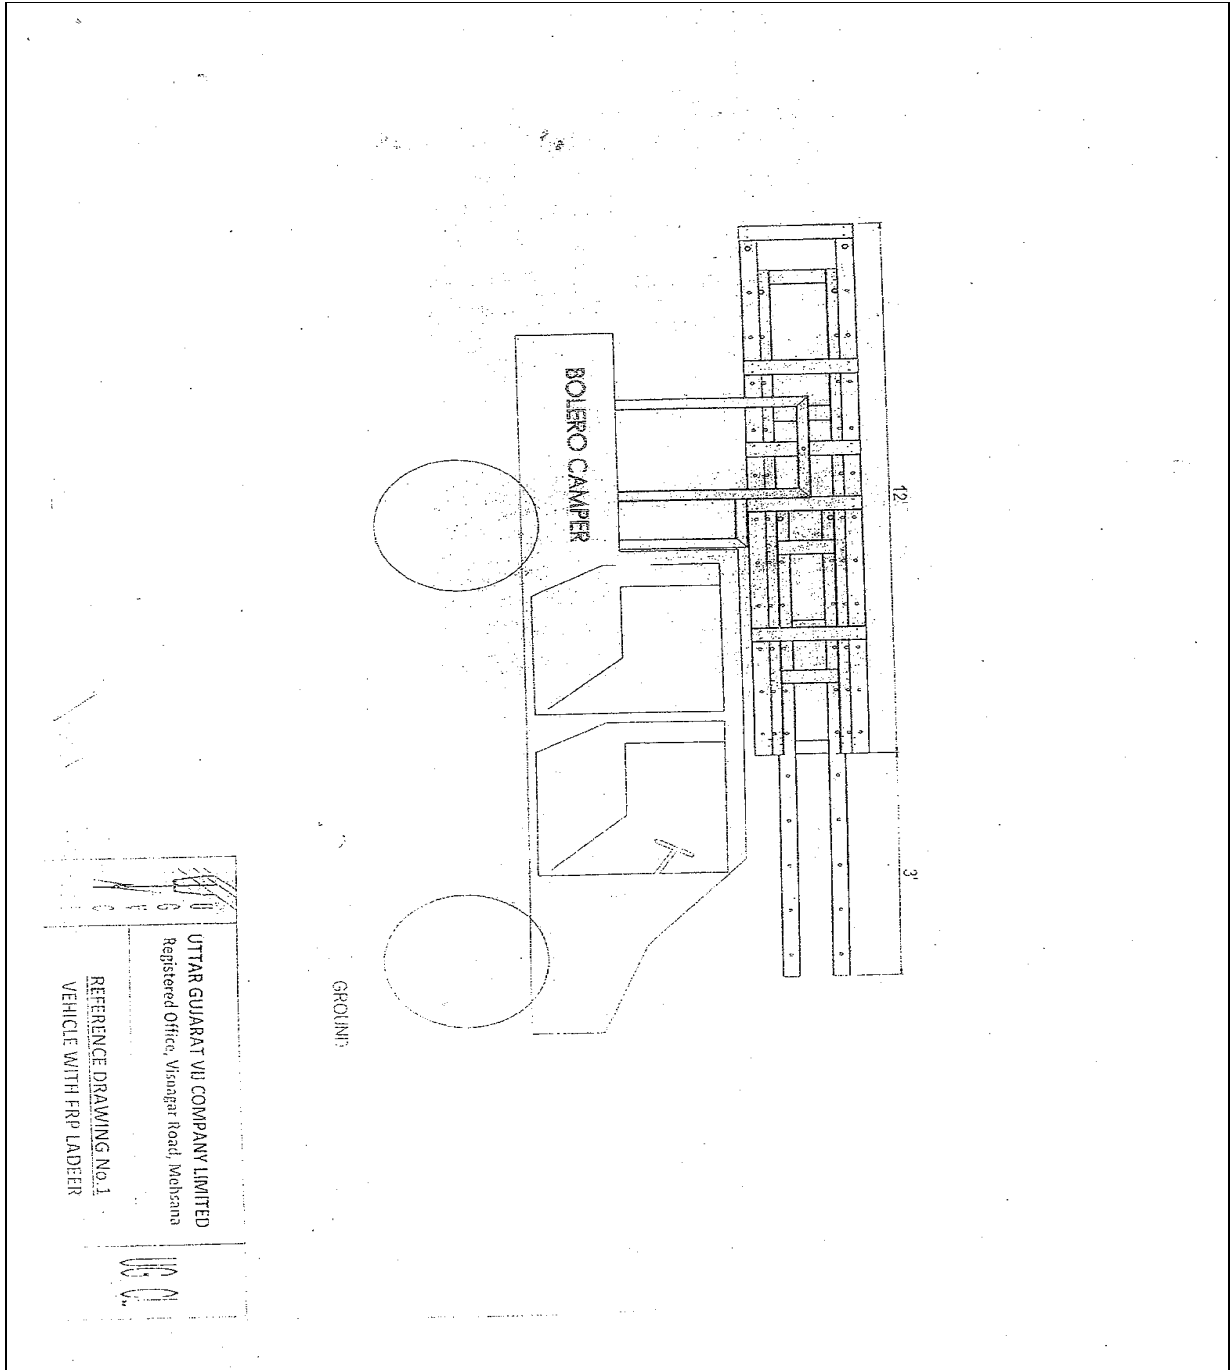 12'
3'
BOLERO CAMPER
GROUND
UTTAR GUJARAT VIJ COMPANY LIMITED
Registered Office, Visnagar Road, Mehsana
REFERENCE DRAWING No.1
VEHICLE WITH FRP LADEER